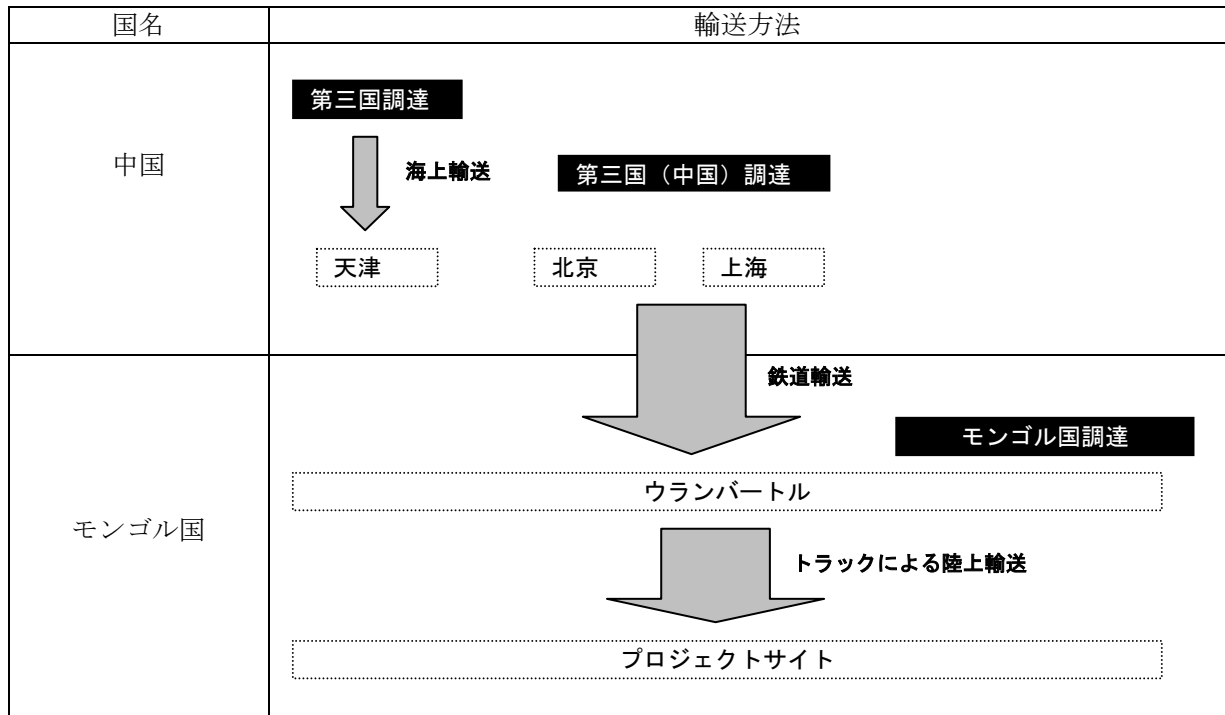 国名
輸送方法
中国
第三国調達
海上輸送
第三国（中国）調達
天津
北京
上海
鉄道輸送
モンゴル国
モンゴル国調達
ウランバートル
トラックによる陸上輸送
プロジェクトサイト